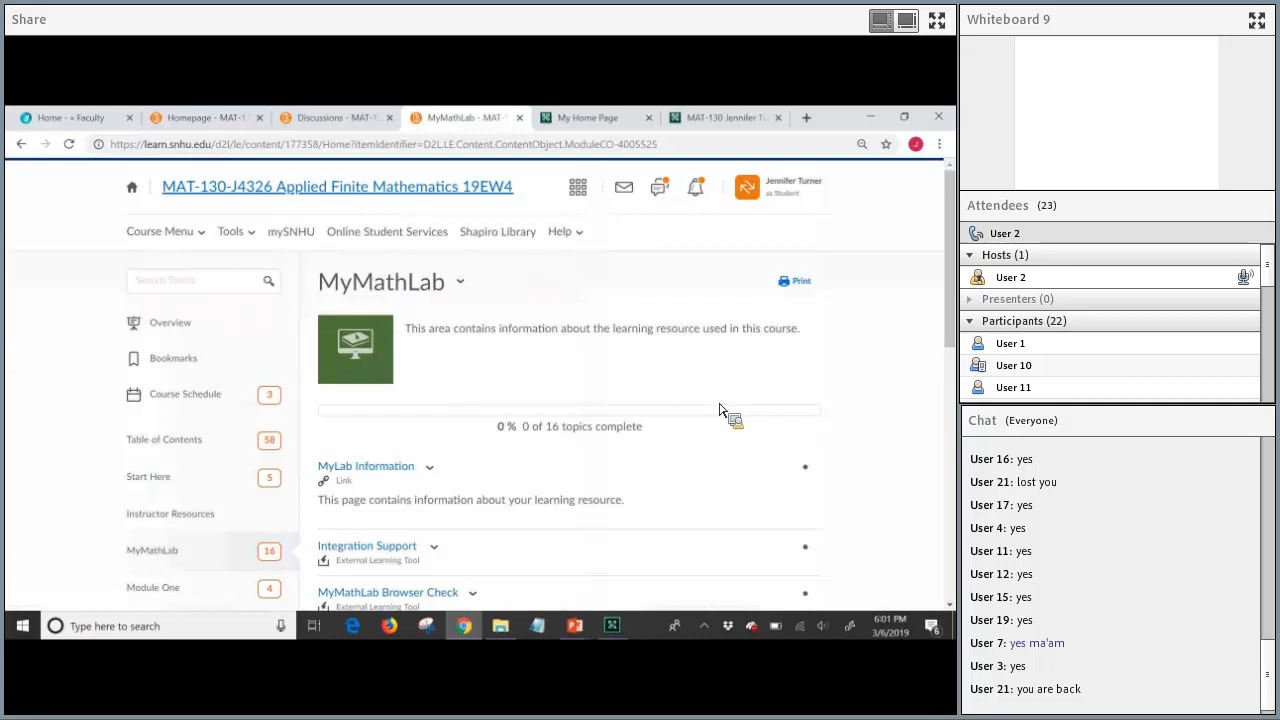 Share
Home - » Faculty
Homepage - MAT-1
Discussions - MAT-1
MyMathLab - MAT-
My Home Page
MAT-130 Jennifer Tu
https://learn.snhu.edu/d2l/le/content/177358/Home?itemIdentifier=D2L.LE.Content.ContentObject.ModuleCO-4005525
MAT-130-J4326 Applied Finite Mathematics 19EW4
Jennifer Turner
as Student
Course Menu
Tools
mySNHU
Online Student Services
Shapiro Library
Help
Search Topics
Overview
Bookmarks
Course Schedule 3
Table of Contents 58
Start Here 5
Instructor Resources
MyMathLab 16
Module One 4
MyMathLab
Print
This area contains information about the learning resource used in this course.
0 % 0 of 16 topics complete
MyLab Information
Link
This page contains information about your learning resource.
Integration Support
External Learning Tool
MyMathLab Browser Check
External Learning Tool
Type here to search
6:01 PM
3/6/2019
6
Whiteboard 9
Attendees (23)
User 2
Hosts (1)
User 2
Presenters (0)
Participants (22)
User 1
User 10
User 11
Chat (Everyone)
User 16: yes
User 21: lost you
User 17: yes
User 4: yes
User 11: yes
User 12: yes
User 15: yes
User 19: yes
User 7: yes ma'am
User 3: yes
User 21: you are back